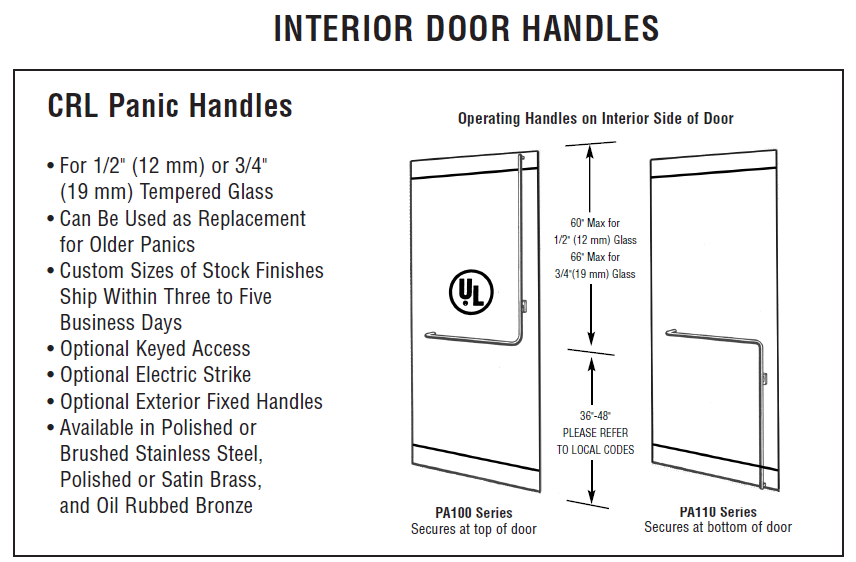 INTERIOR DOOR HANDLES
CRL Panic Handles
• For 1/2" (12 mm) or 3/4"
(19 mm) Tempered Glass
• Can Be Used as Replacement
for Older Panics
• Custom Sizes of Stock Finishes
Ship Within Three to Five
Business Days
• Optional Keyed Access
• Optional Electric Strike
• Optional Exterior Fixed Handles
• Available in Polished or
Brushed Stainless Steel,
Polished or Satin Brass,
and Oil Rubbed Bronze
Operating Handles on Interior Side of Door
UL
60" Max for
1/2" (12 mm) Glass
66" Max for
3/4"(19 mm) Glass
36"-48"
PLEASE REFER
TO LOCAL CODES
PA100 Series
Secures at top of door
PA110 Series
Secures at bottom of door